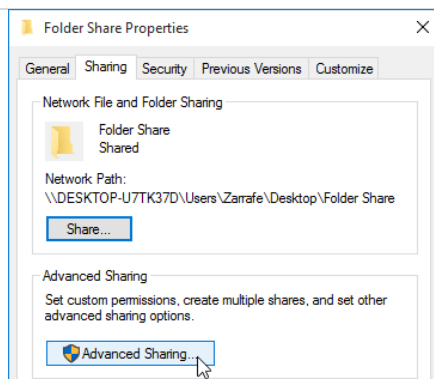 Folder Share Properties
General Sharing Security Previous Versions Customize
Network File and Folder Sharing
Folder Share
Shared
Network Path:
\\DESKTOP-U7TK37D\Users\Zarrafe\Desktop\Folder Share
Share...
Advanced Sharing
Set custom permissions, create multiple shares, and set other
advanced sharing options.
Advanced Sharing...